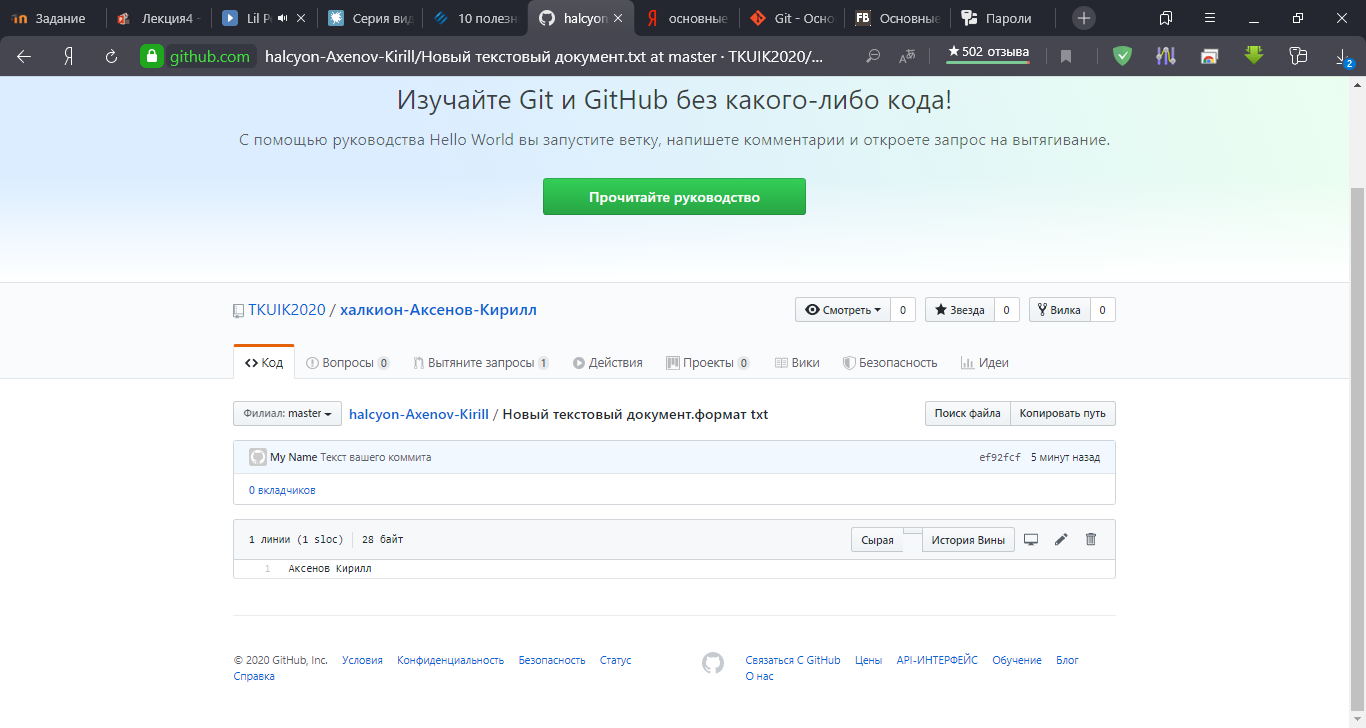 Задание Лекция4 - Lil Pe Серия вид 10 полезн halcyon основные Git - Осно Основные Пароли
github.com halcyon-Axenov-Kirill/Новый текстовый документ.txt at master · TKUIK2020/... ★502 отзыва 2
Изучайте Git и GitHub без какого-либо кода!
С помощью руководства Hello World вы запустите ветку, напишете комментарии и откроете запрос на вытягивание.
Прочитайте руководство
TKUIK2020 / халкион-Аксенов-Кирилл Смотреть 0 Звезда 0 Вилка 0
Код Вопросы 0 Вытяните запросы 1 Действия Проекты 0 Вики Безопасность Идеи
Филиал: master halcyon-Axenov-Kirill / Новый текстовый документ.формат txt Поиск файла Копировать путь
My Name Текст вашего коммита ef92fcf 5 минут назад
0 вкладчиков
1 линии (1 sloc) 28 байт Сырая История Вины
1 Аксенов Кирилл
© 2020 GitHub, Inc. Условия Конфиденциальность Безопасность Статус Связаться С GitHub Цены API-ИНТЕРФЕЙС Обучение Блог
Справка О нас